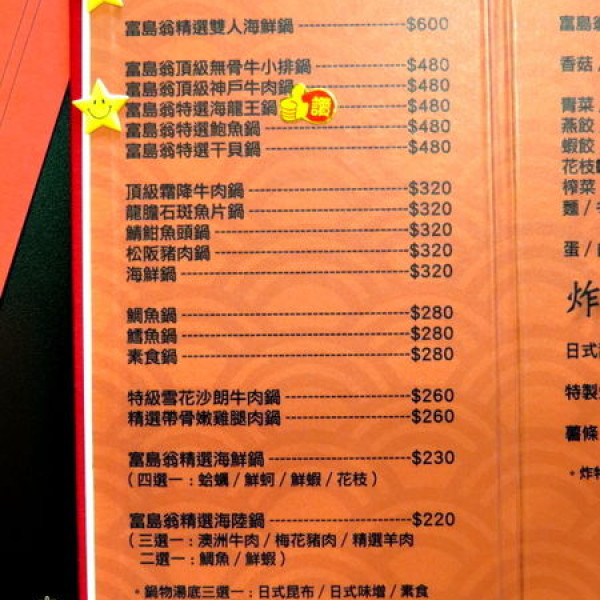 富島翁精選雙人海鮮鍋 $600
富島翁頂級無骨牛小排鍋 $480
富島翁頂級神戶牛肉鍋 $480
富島翁特選海龍王鍋 讚 $480
富島翁特選鮑魚鍋 $480
富島翁特選干貝鍋 $480
頂級霜降牛肉鍋 $320
龍膽石斑魚片鍋 $320
鯖魽魚頭鍋 $320
松阪豬肉鍋 $320
海鮮鍋 $320
鯛魚鍋 $280
鱈魚鍋 $280
素食鍋 $280
特級雪花沙朗牛肉鍋 $260
精選帶骨嫩雞腿肉鍋 $260
富島翁精選海鮮鍋 $230
(四選一:蛤蠣/鮮蚵/鮮蝦/花枝)
富島翁精選海陸鍋 $220
(三選一:澳洲牛肉/梅花豬肉/精選羊肉
二選一:鯛魚/鮮蝦)
•鍋物湯底三選一:日式昆布/日式味增/素食
富島
香菇/
青菜/
燕餃/
蝦餃/
花枝
榨菜/
麵/
蛋/
炸
日式
特製
薯條
•炸